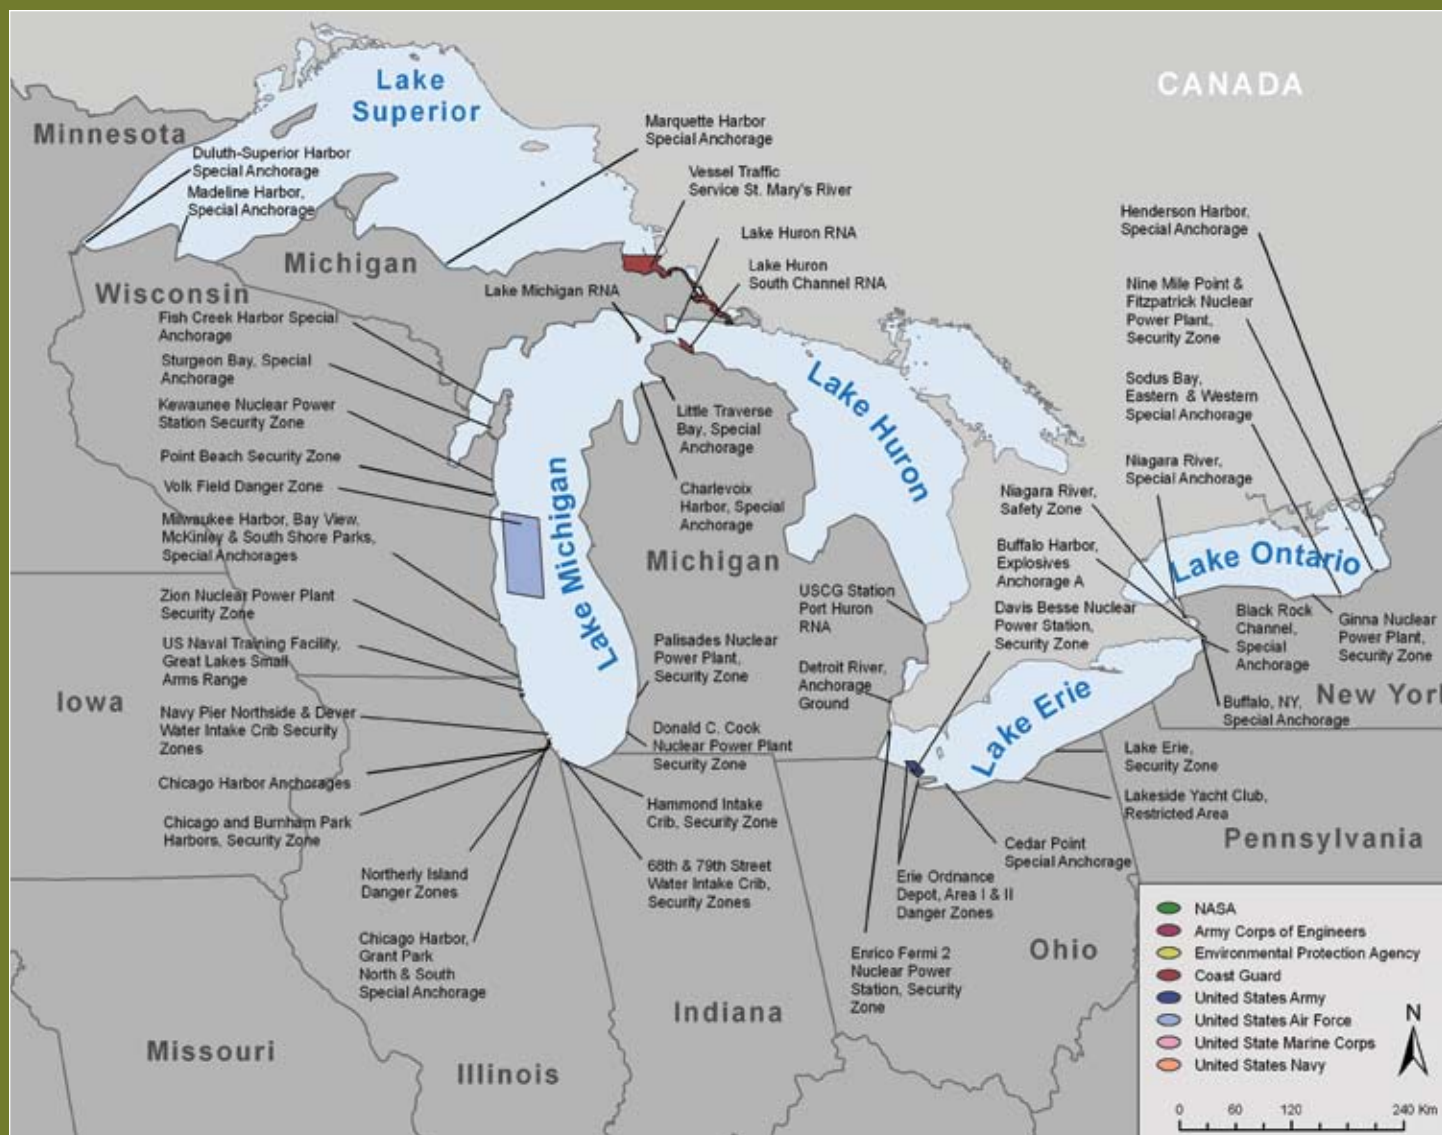 Lake
Superior
CANADA
Minnesota
Marquette Harbor
Special Anchorage
Duluth-Superior Harbor
Special Anchorage
Vessel Traffic
Service St. Mary's River
Madeline Harbor,
Special Anchorage
Henderson Harbor,
Special Anchorage
Lake Huron RNA
Michigan
Lake Huron
South Channel RNA
Wisconsin
Lake Michigan RNA
Nine Mile Point &
Fitzpatrick Nuclear
Power Plant,
Security Zone
Fish Creek Harbor Special
Anchorage
Sturgeon Bay, Special
Anchorage
Sodus Bay,
Eastern & Western
Special Anchorage
Kewaunee Nuclear Power
Station Security Zone
Little Traverse
Bay, Special
Anchorage
Lake Huron
Point Beach Security Zone
Niagara River,
Special Anchorage
Volk Field Danger Zone
Charlevoix
Harbor, Special
Anchorage
Niagara River,
Safety Zone
Milwaukee Harbor, Bay View,
McKinley & South Shore Parks,
Special Anchorages
Lake Michigan
Michigan
Buffalo Harbor,
Explosives
Anchorage A
Lake Ontario
Zion Nuclear Power Plant
Security Zone
USCG Station
Port Huron
RNA
Davis Besse Nuclear
Power Station,
Security Zone
Black Rock
Channel,
Special
Anchorage
Ginna Nuclear
Power Plant,
Security Zone
US Naval Training Facility,
Great Lakes Small
Arms Range
Palisades Nuclear
Power Plant,
Security Zone
Detroit River,
Anchorage
Ground
Iowa
Lake Erie
New York
Buffalo, NY,
Special Anchorage
Navy Pier Northside & Dever
Water Intake Crib Security
Zones
Donald C. Cook
Nuclear Power Plant
Security Zone
Lake Erie,
Security Zone
Chicago Harbor Anchorages
Hammond Intake
Crib, Security Zone
Lakeside Yacht Club,
Restricted Area
Chicago and Burnham Park
Harbors, Security Zone
Pennsylvania
Cedar Point
Special Anchorage
Northerly Island
Danger Zones
68th & 79th Street
Water Intake Crib,
Security Zones
Erie Ordnance
Depot, Area I & II
Danger Zones
Chicago Harbor,
Grant Park
North & South
Special Anchorage
Enrico Fermi 2
Nuclear Power
Station, Security
Zone
Ohio
Indiana
Missouri
Illinois
NASA
Army Corps of Engineers
Environmental Protection Agency
Coast Guard
United States Army
United States Air Force
United State Marine Corps
United States Navy
N
0 60 120 240 Km